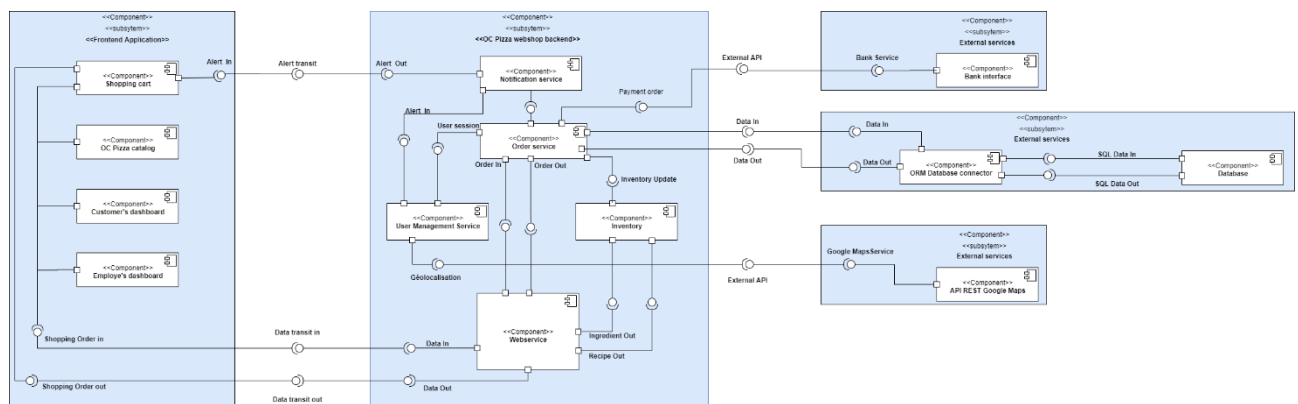 <<Component>>
<<subsytem>>
<<Frontend Application>>
Alert In
<<Component>>
Shopping cart
<<Component>>
OC Pizza catalog
<<Component>>
Customer's dashboard
<<Component>>
Employe's dashboard
Shopping Order in
Shopping Order out
Alert transit
Data transit in
Data transit out
<<Component>>
<<subsytem>>
<<OC Pizza webshop backend>>
Alert Out
<<Component>>
Notification service
Alert In
User session
<<Component>>
Order service
Order In
Order Out
Inventory Update
<<Component>>
User Management Service
<<Component>>
Inventory
Géolocalisation
<<Component>>
Webservice
Ingredient Out
Recipe Out
Data In
Data Out
Payment order
External API
Data In
Data Out
External API
<<Component>>
<<subsytem>>
External services
Bank Service
<<Component>>
Bank interface
<<Component>>
<<subsytem>>
External services
Data In
Data Out
<<Component>>
ORM Database connector
SQL Data In
SQL Data Out
<<Component>>
Database
<<Component>>
<<subsytem>>
External services
Google MapsService
<<Component>>
API REST Google Maps